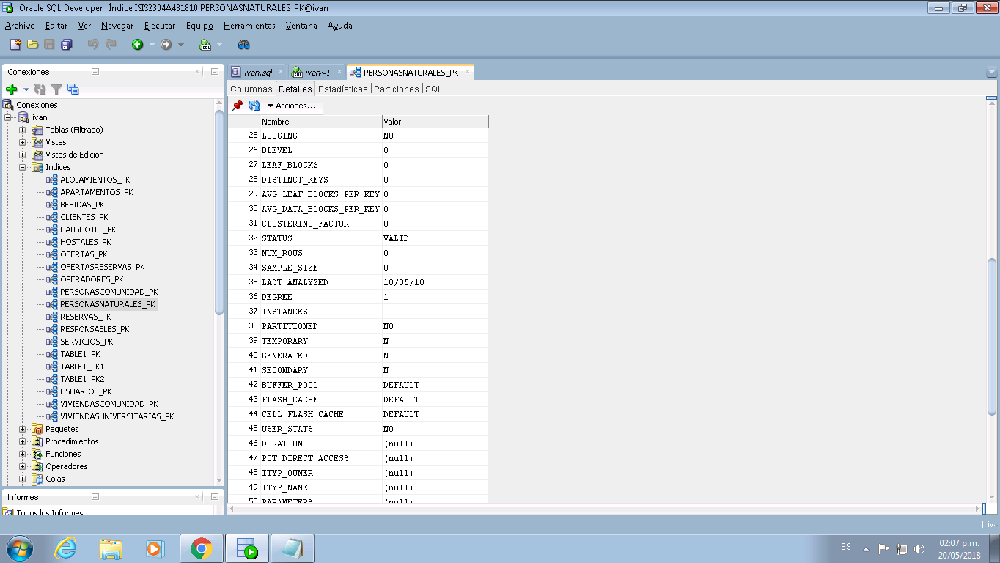 Oracle SQL Developer : Índice ISIS2304A481810.PERSONASNATURALES_PK@ivan
Archivo Editar Ver Navegar Ejecutar Equipo Herramientas Ventana Ayuda
Conexiones
Conexiones
ivan
Tablas (Filtrado)
Vistas
Vistas de Edición
Índices
ALOJAMIENTOS_PK
APARTAMENTOS_PK
BEBIDAS_PK
CLIENTES_PK
HABSHOTEL_PK
HOSTALES_PK
OFERTAS_PK
OFERTASRESERVAS_PK
OPERADORES_PK
PERSONASCOMUNIDAD_PK
PERSONASNATURALES_PK
RESERVAS_PK
RESPONSABLES_PK
SERVICIOS_PK
TABLE1_PK
TABLE1_PK1
TABLE1_PK2
USUARIOS_PK
VIVIENDASCOMUNIDAD_PK
VIVIENDASUNIVERSITARIAS_PK
Paquetes
Procedimientos
Funciones
Operadores
Colas
Informes
Todos los Informes
ivan.sql ivan~1 PERSONASNATURALES_PK
Columnas Detalles Estadísticas Particiones SQL
Acciones...
Nombre Valor
25 LOGGING NO
26 BLEVEL 0
27 LEAF_BLOCKS 0
28 DISTINCT_KEYS 0
29 AVG_LEAF_BLOCKS_PER_KEY 0
30 AVG_DATA_BLOCKS_PER_KEY 0
31 CLUSTERING_FACTOR 0
32 STATUS VALID
33 NUM_ROWS 0
34 SAMPLE_SIZE 0
35 LAST_ANALYZED 18/05/18
36 DEGREE 1
37 INSTANCES 1
38 PARTITIONED NO
39 TEMPORARY N
40 GENERATED N
41 SECONDARY N
42 BUFFER_POOL DEFAULT
43 FLASH_CACHE DEFAULT
44 CELL_FLASH_CACHE DEFAULT
45 USER_STATS NO
46 DURATION (null)
47 PCT_DIRECT_ACCESS (null)
48 ITYP_OWNER (null)
49 ITYP_NAME (null)
50 PARAMETERS (null)
iv.
ES
02:07 p.m.
20/05/2018